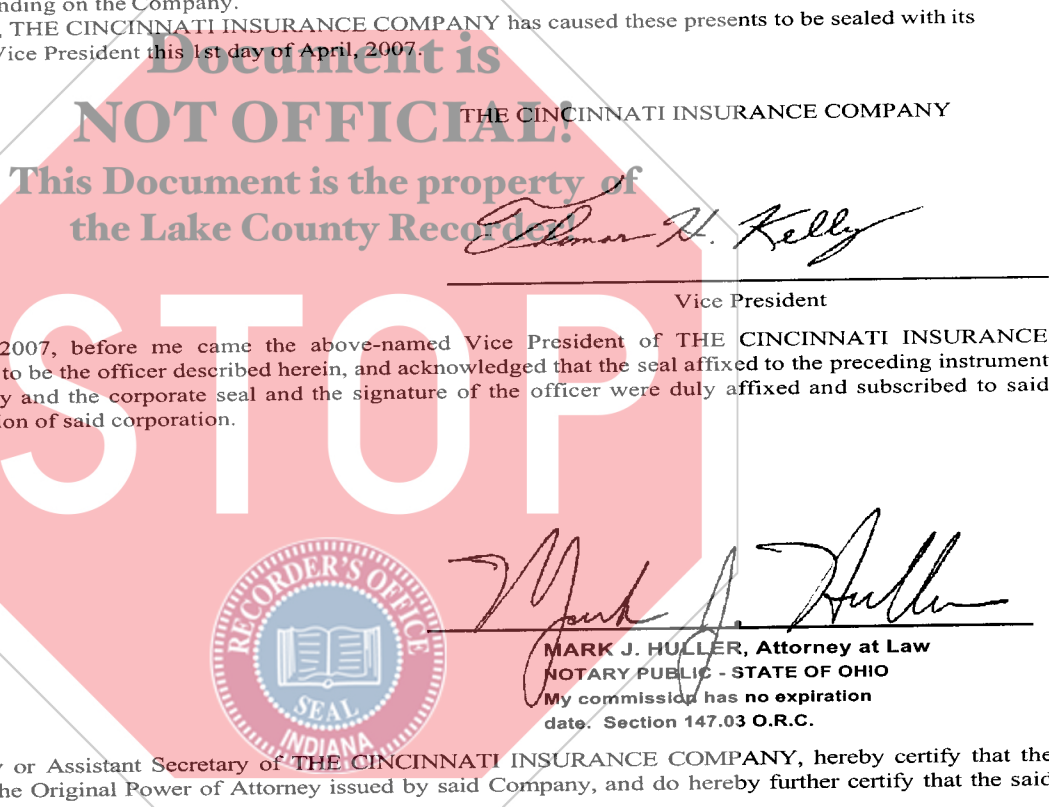 nding on the Company.
, THE CINCINNATI INSURANCE COMPANY has caused these presents to be sealed with its
Vice President this 1st day of April, 2007.
Document is
NOT OFFICIAL!
THE CINCINNATI INSURANCE COMPANY
This Document is the property of
the Lake County Recorder!
H. Kelly
Vice President
STOP
2007, before me came the above-named Vice President of THE CINCINNATI INSURANCE
to be the officer described herein, and acknowledged that the seal affixed to the preceding instrument
y and the corporate seal and the signature of the officer were duly affixed and subscribed to said
ion of said corporation.
Mark J. Huller
MARK J. HULLER, Attorney at Law
NOTARY PUBLIC - STATE OF OHIO
My commission has no expiration
date. Section 147.03 O.R.C.
RECORDER'S OFFICE
SEAL
INDIANA
y or Assistant Secretary of THE CINCINNATI INSURANCE COMPANY, hereby certify that the
he Original Power of Attorney issued by said Company, and do hereby further certify that the said